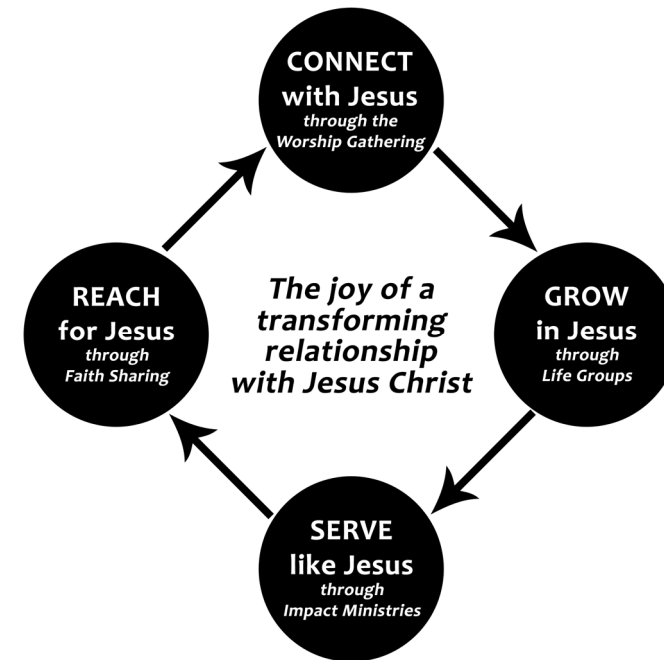 CONNECT
with Jesus
through the
Worship Gathering
GROW
in Jesus
through
Life Groups
SERVE
like Jesus
through
Impact Ministries
REACH
for Jesus
through
Faith Sharing
The joy of a
transforming
relationship
with Jesus Christ